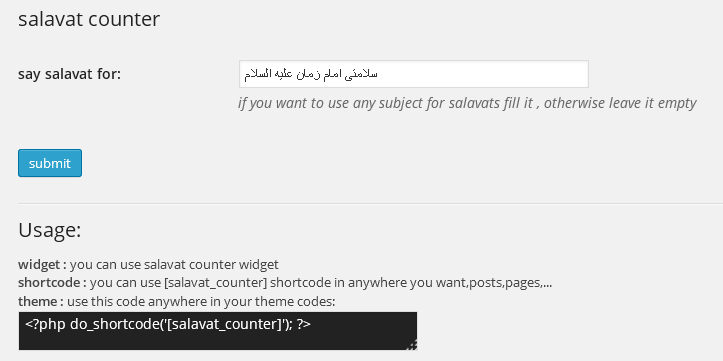 salavat counter
say salavat for:
سلامتی امام زمان علیه السلام
if you want to use any subject for salavats fill it , otherwise leave it empty
submit
Usage:
widget : you can use salavat counter widget
shortcode : you can use [salavat_counter] shortcode in anywhere you want,posts,pages,...
theme : use this code anywhere in your theme codes:
<?php do_shortcode('[salavat_counter]'); ?>